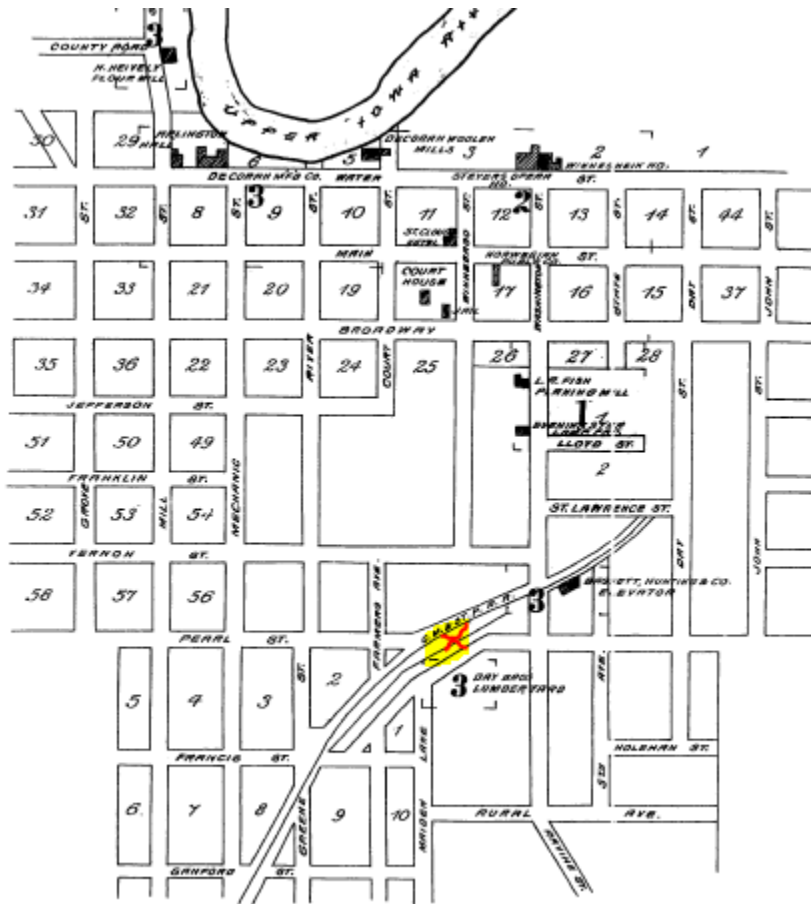 3
COUNTY ROAD
H. HEIVELY
FLOUR MILL
UPPER IOWA
30
29
ARLINGTON
HALL
6
5
DECORAH WOOLEN
MILLS
3
2
WINNESHEIK HO.
1
DECORAH MFG CO.
WATER
STEYERS OPERA
HO.
ST.
31
ST.
32
ST.
8
ST.
3
9
ST.
10
ST.
11
ST.
12
2
ST.
13
ST.
14
ST.
44
ST.
ST. CLOUD
HOTEL
MAIN
WINNEBAGO
NORWEGIAN
ST.
34
33
21
20
19
COURT
HOUSE
JAIL
17
WASHINGTON
16
STATE
15
DAY
37
JOHN
BROADWAY
35
36
22
23
RIVER
24
COURT
25
26
27
28
ST.
ST.
L.R. FISH
PLANING MILL
JEFFERSON ST.
51
50
49
1
LLOYD ST.
2
FRANKLIN ST.
GROVE
MILL
MECHANIC
52
53
54
ST. LAWRENCE ST.
VERNON ST.
DAY
JOHN
58
57
56
FARMERS AVE.
C.M. & ST. P. R.R.
3
BASSETT, HUNTING & CO.
ELEVATOR
PEARL ST.
5
4
3
ST.
2
3
DAY BROS
LUMBER YARD
AVE.
1
LANE
HOLEMAN ST.
FRANCIS ST.
6
7
8
GREENE
9
10
MAIDEN
RURAL AVE.
GANFORD ST.